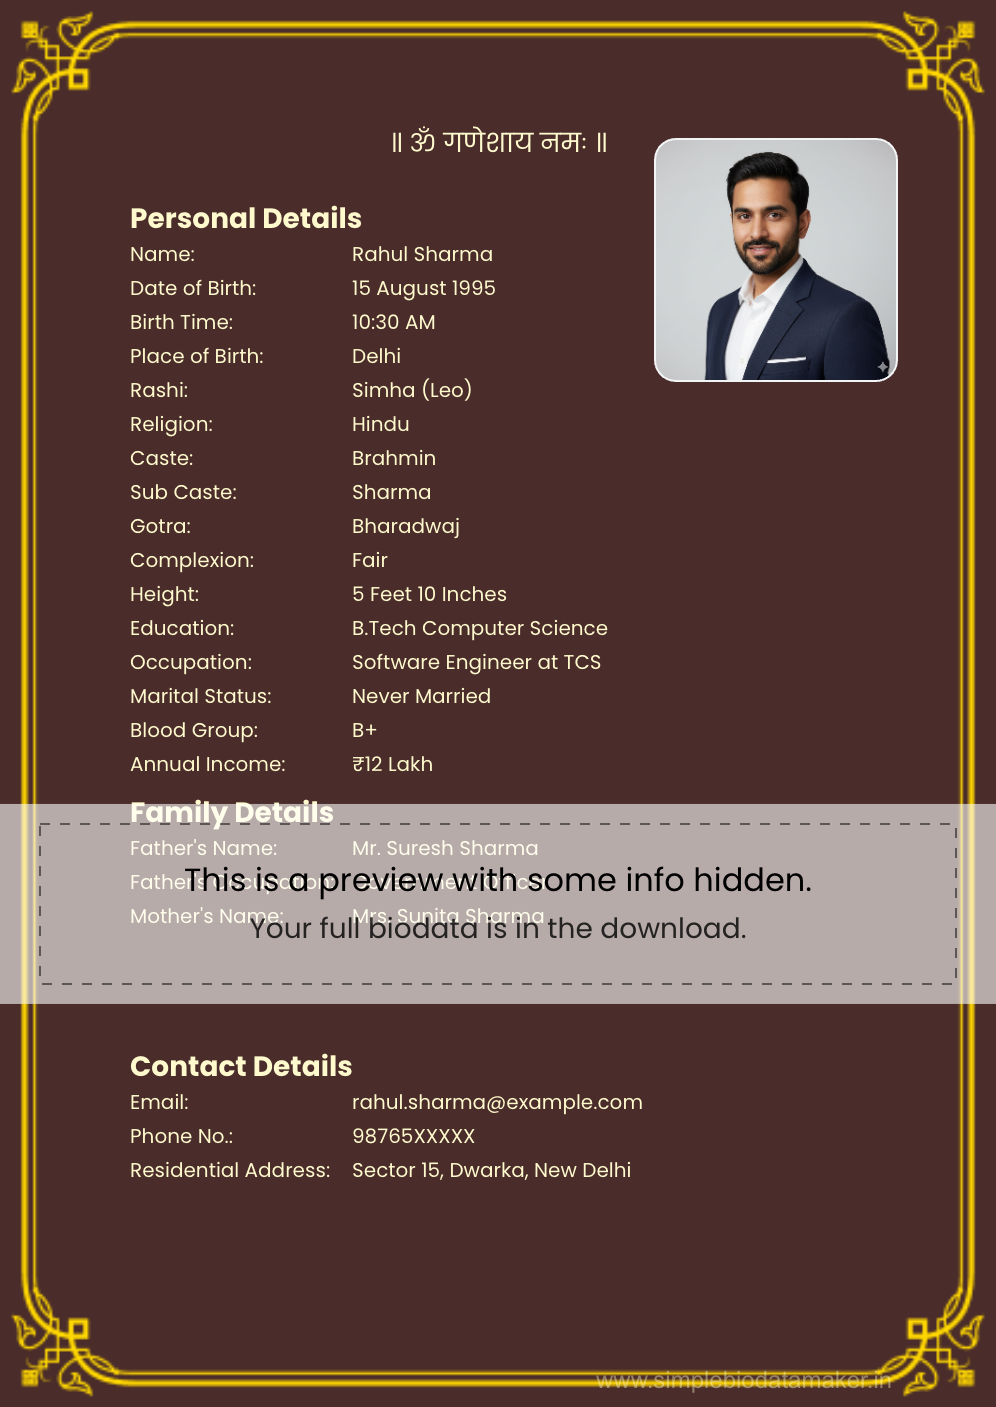 ॥ ॐ गणेशाय नमः ॥
Personal Details
Name: Rahul Sharma
Date of Birth: 15 August 1995
Birth Time: 10:30 AM
Place of Birth: Delhi
Rashi: Simha (Leo)
Religion: Hindu
Caste: Brahmin
Sub Caste: Sharma
Gotra: Bharadwaj
Complexion: Fair
Height: 5 Feet 10 Inches
Education: B.Tech Computer Science
Occupation: Software Engineer at TCS
Marital Status: Never Married
Blood Group: B+
Annual Income: ₹12 Lakh
Family Details
Father's Name: Mr. Suresh Sharma
Father's Occupation: Government Officer
This is a preview with some info hidden.
Mother's Name: Mrs. Sunita Sharma
Your full biodata is in the download.
Contact Details
Email: rahul.sharma@example.com
Phone No.: 98765XXXXX
Residential Address: Sector 15, Dwarka, New Delhi
www.simplebiodatamaker.in